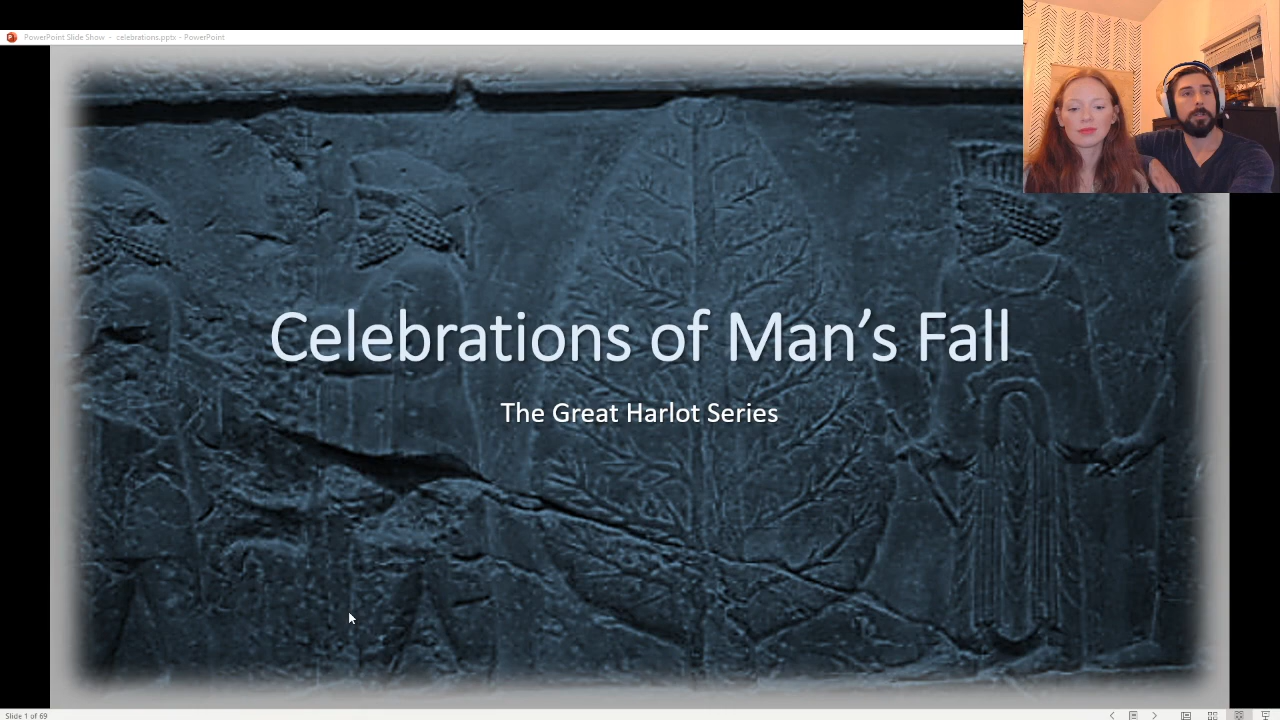 PowerPoint Slide Show - celebrations.pptx - PowerPoint
Celebrations of Man's Fall
The Great Harlot Series
Slide 1 of 69